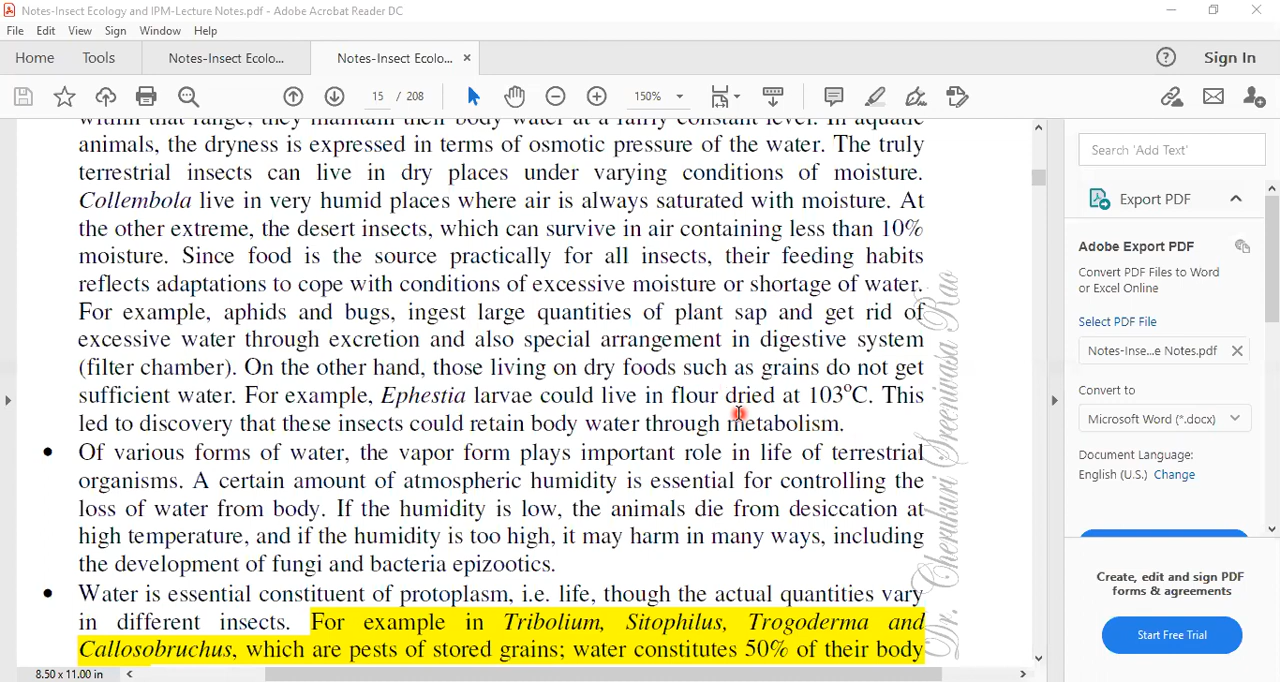 Notes-Insect Ecology and IPM-Lecture Notes.pdf - Adobe Acrobat Reader DC
File Edit View Sign Window Help
Home Tools Notes-Insect Ecolo... Notes-Insect Ecolo... ×
? Sign In
15 / 208 150%
within that range, they maintain their body water at a fairly constant level. In aquatic
animals, the dryness is expressed in terms of osmotic pressure of the water. The truly
terrestrial insects can live in dry places under varying conditions of moisture.
Collembola live in very humid places where air is always saturated with moisture. At
the other extreme, the desert insects, which can survive in air containing less than 10%
moisture. Since food is the source practically for all insects, their feeding habits
reflects adaptations to cope with conditions of excessive moisture or shortage of water.
For example, aphids and bugs, ingest large quantities of plant sap and get rid of
excessive water through excretion and also special arrangement in digestive system
(filter chamber). On the other hand, those living on dry foods such as grains do not get
sufficient water. For example, Ephestia larvae could live in flour dried at 103°C. This
led to discovery that these insects could retain body water through metabolism.
• Of various forms of water, the vapor form plays important role in life of terrestrial
organisms. A certain amount of atmospheric humidity is essential for controlling the
loss of water from body. If the humidity is low, the animals die from desiccation at
high temperature, and if the humidity is too high, it may harm in many ways, including
the development of fungi and bacteria epizootics.
• Water is essential constituent of protoplasm, i.e. life, though the actual quantities vary
in different insects. For example in Tribolium, Sitophilus, Trogoderma and
Callosobruchus, which are pests of stored grains; water constitutes 50% of their body
Dr. Chemkuri Sreenivasa Rao
8.50 x 11.00 in
Search 'Add Text'
Export PDF
Adobe Export PDF
Convert PDF Files to Word
or Excel Online
Select PDF File
Notes-Inse...e Notes.pdf ×
Convert to
Microsoft Word (*.docx)
Document Language:
English (U.S.) Change
Create, edit and sign PDF
forms & agreements
Start Free Trial